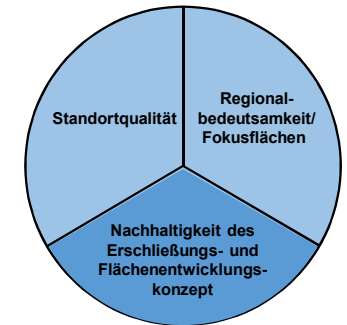 Standortqualität
Regional-
bedeutsamkeit/
Fokusflächen
Nachhaltigkeit des
Erschließungs- und
Flächenentwicklungs-
konzept